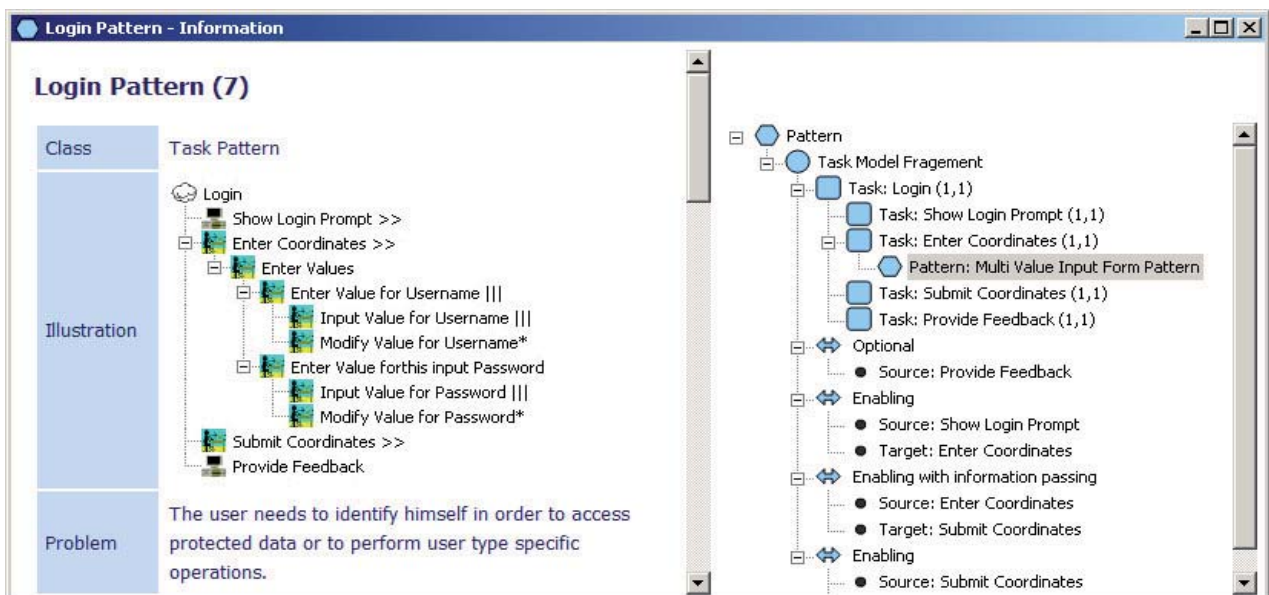 Login Pattern - Information
Login Pattern (7)
Class
Task Pattern
Illustration
Login
Show Login Prompt >>
Enter Coordinates >>
Enter Values
Enter Value for Username |||
Input Value for Username |||
Modify Value for Username*
Enter Value forthis input Password
Input Value for Password |||
Modify Value for Password*
Submit Coordinates >>
Provide Feedback
Problem
The user needs to identify himself in order to access
protected data or to perform user type specific
operations.
Pattern
Task Model Fragement
Task: Login (1,1)
Task: Show Login Prompt (1,1)
Task: Enter Coordinates (1,1)
Pattern: Multi Value Input Form Pattern
Task: Submit Coordinates (1,1)
Task: Provide Feedback (1,1)
Optional
Source: Provide Feedback
Enabling
Source: Show Login Prompt
Target: Enter Coordinates
Enabling with information passing
Source: Enter Coordinates
Target: Submit Coordinates
Enabling
Source: Submit Coordinates